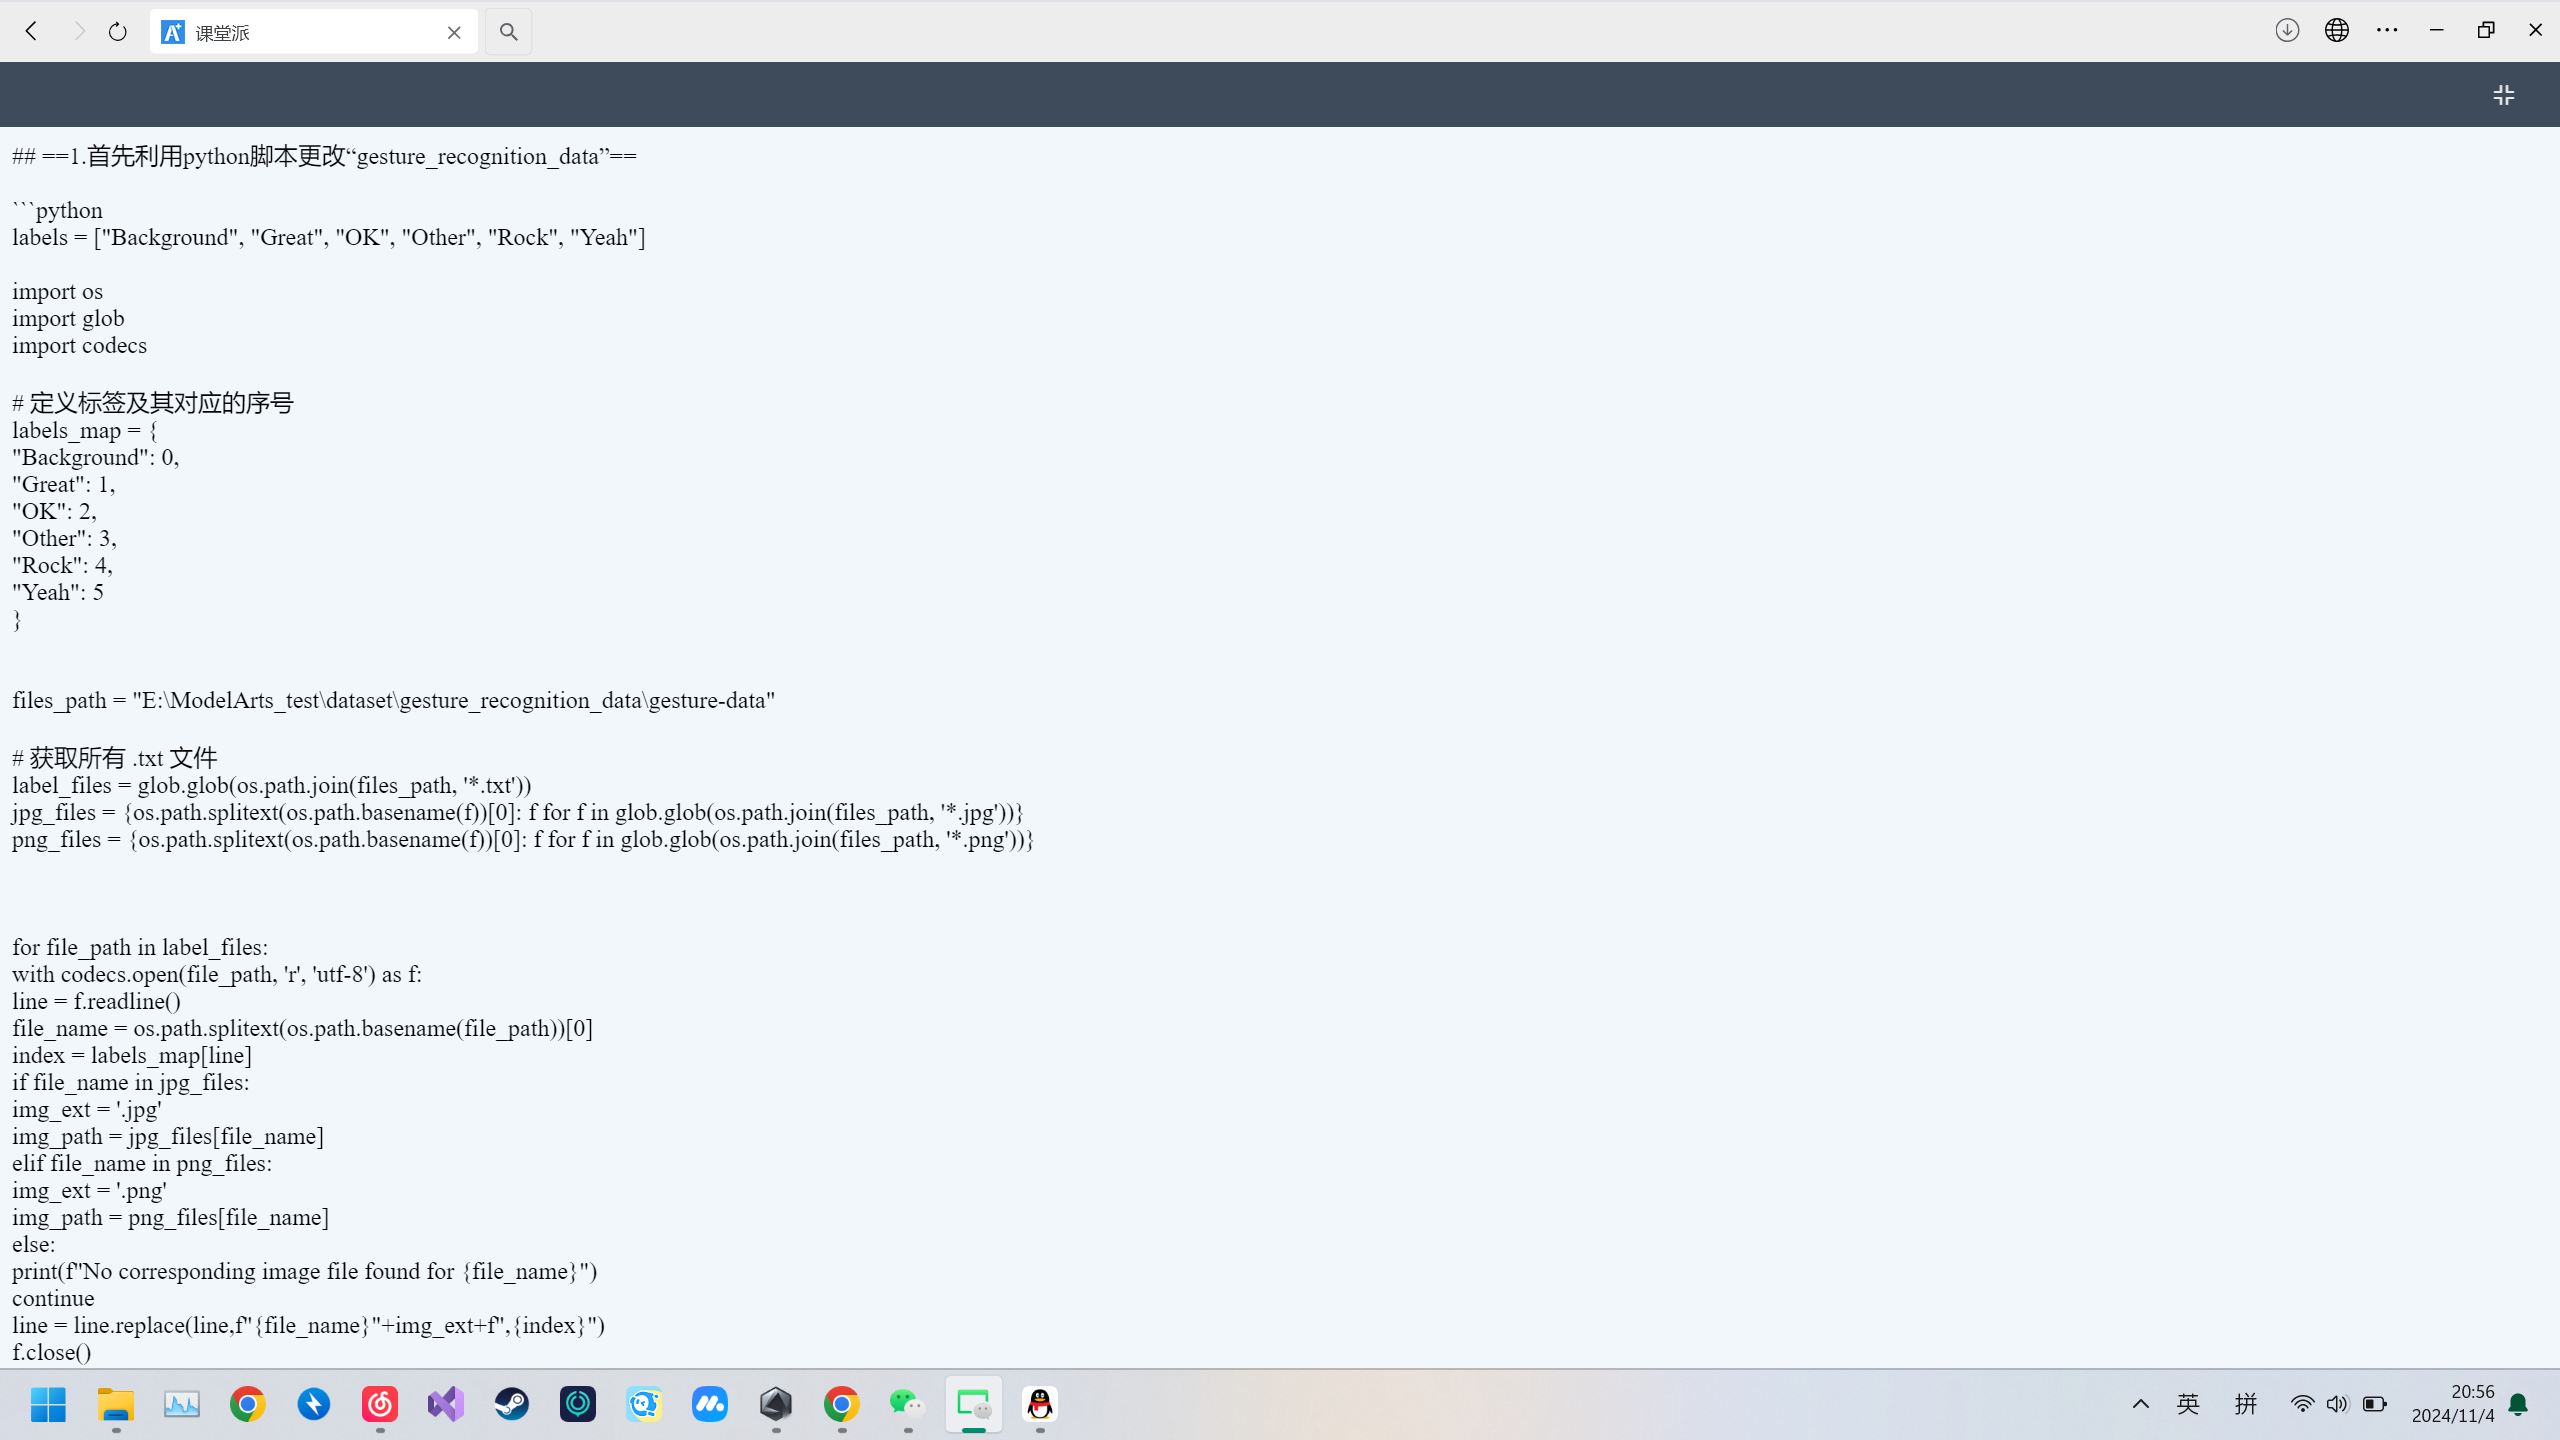 课堂派
## ==1.首先利用python脚本更改“gesture_recognition_data”==
```python
labels = ["Background", "Great", "OK", "Other", "Rock", "Yeah"]
import os
import glob
import codecs
# 定义标签及其对应的序号
labels_map = {
"Background": 0,
"Great": 1,
"OK": 2,
"Other": 3,
"Rock": 4,
"Yeah": 5
}
files_path = "E:\ModelArts_test\dataset\gesture_recognition_data\gesture-data"
# 获取所有 .txt 文件
label_files = glob.glob(os.path.join(files_path, '*.txt'))
jpg_files = {os.path.splitext(os.path.basename(f))[0]: f for f in glob.glob(os.path.join(files_path, '*.jpg'))}
png_files = {os.path.splitext(os.path.basename(f))[0]: f for f in glob.glob(os.path.join(files_path, '*.png'))}
for file_path in label_files:
with codecs.open(file_path, 'r', 'utf-8') as f:
line = f.readline()
file_name = os.path.splitext(os.path.basename(file_path))[0]
index = labels_map[line]
if file_name in jpg_files:
img_ext = '.jpg'
img_path = jpg_files[file_name]
elif file_name in png_files:
img_ext = '.png'
img_path = png_files[file_name]
else:
print(f"No corresponding image file found for {file_name}")
continue
line = line.replace(line,f"{file_name}"+img_ext+f",{index}")
f.close()
英 拼
20:56
2024/11/4